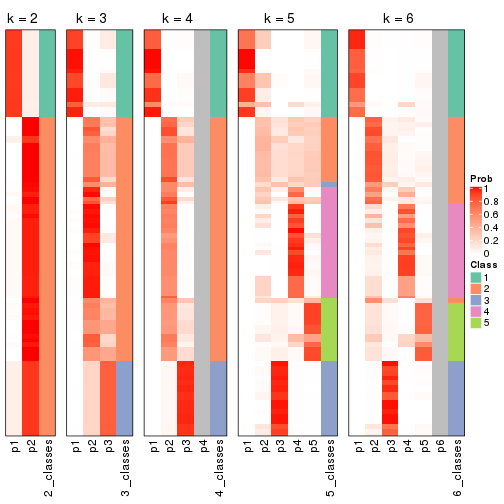 k = 2
k = 3
k = 4
k = 5
k = 6
Prob
1
0.8
0.6
0.4
0.2
0
Class
1
2
3
4
5
p1
p2
2_classes
p1
p2
p3
3_classes
p1
p2
p3
p4
4_classes
p1
p2
p3
p4
p5
5_classes
p1
p2
p3
p4
p5
p6
6_classes